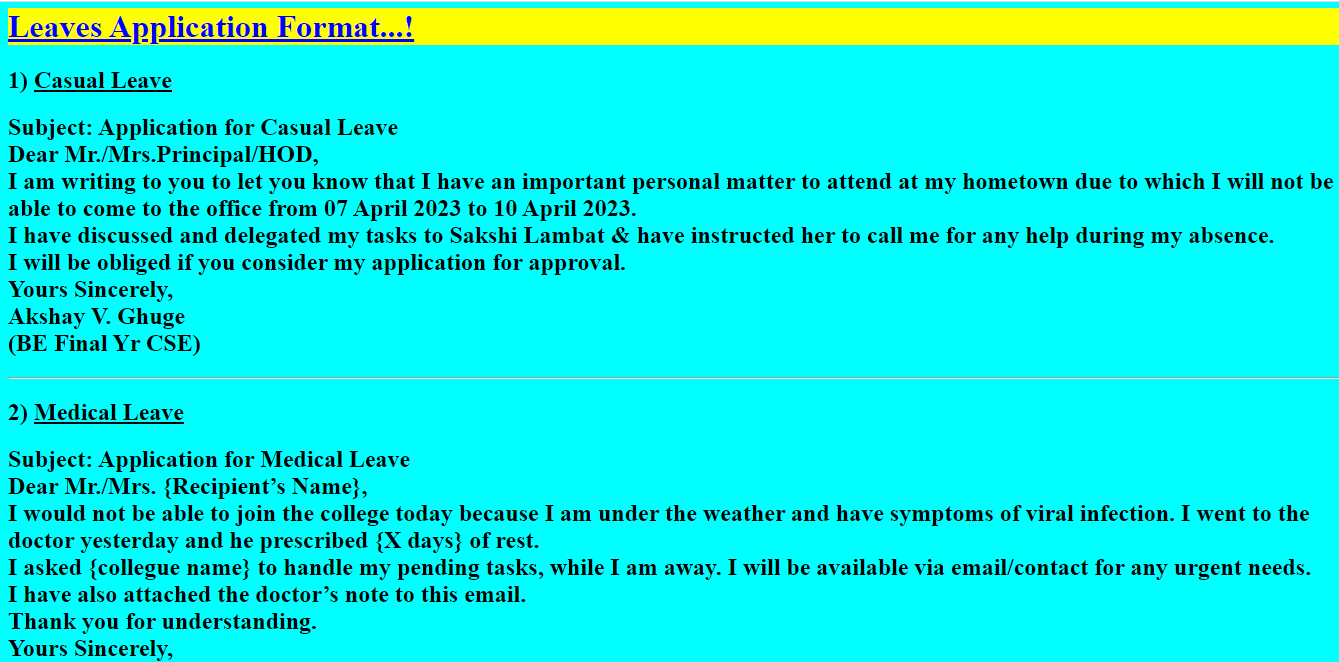 Leaves Application Format...!
1) Casual Leave
Subject: Application for Casual Leave
Dear Mr./Mrs.Principal/HOD,
I am writing to you to let you know that I have an important personal matter to attend at my hometown due to which I will not be
able to come to the office from 07 April 2023 to 10 April 2023.
I have discussed and delegated my tasks to Sakshi Lambat & have instructed her to call me for any help during my absence.
I will be obliged if you consider my application for approval.
Yours Sincerely,
Akshay V. Ghuge
(BE Final Yr CSE)
2) Medical Leave
Subject: Application for Medical Leave
Dear Mr./Mrs. {Recipient’s Name},
I would not be able to join the college today because I am under the weather and have symptoms of viral infection. I went to the
doctor yesterday and he prescribed {X days} of rest.
I asked {collegue name} to handle my pending tasks, while I am away. I will be available via email/contact for any urgent needs.
I have also attached the doctor’s note to this email.
Thank you for understanding.
Yours Sincerely,